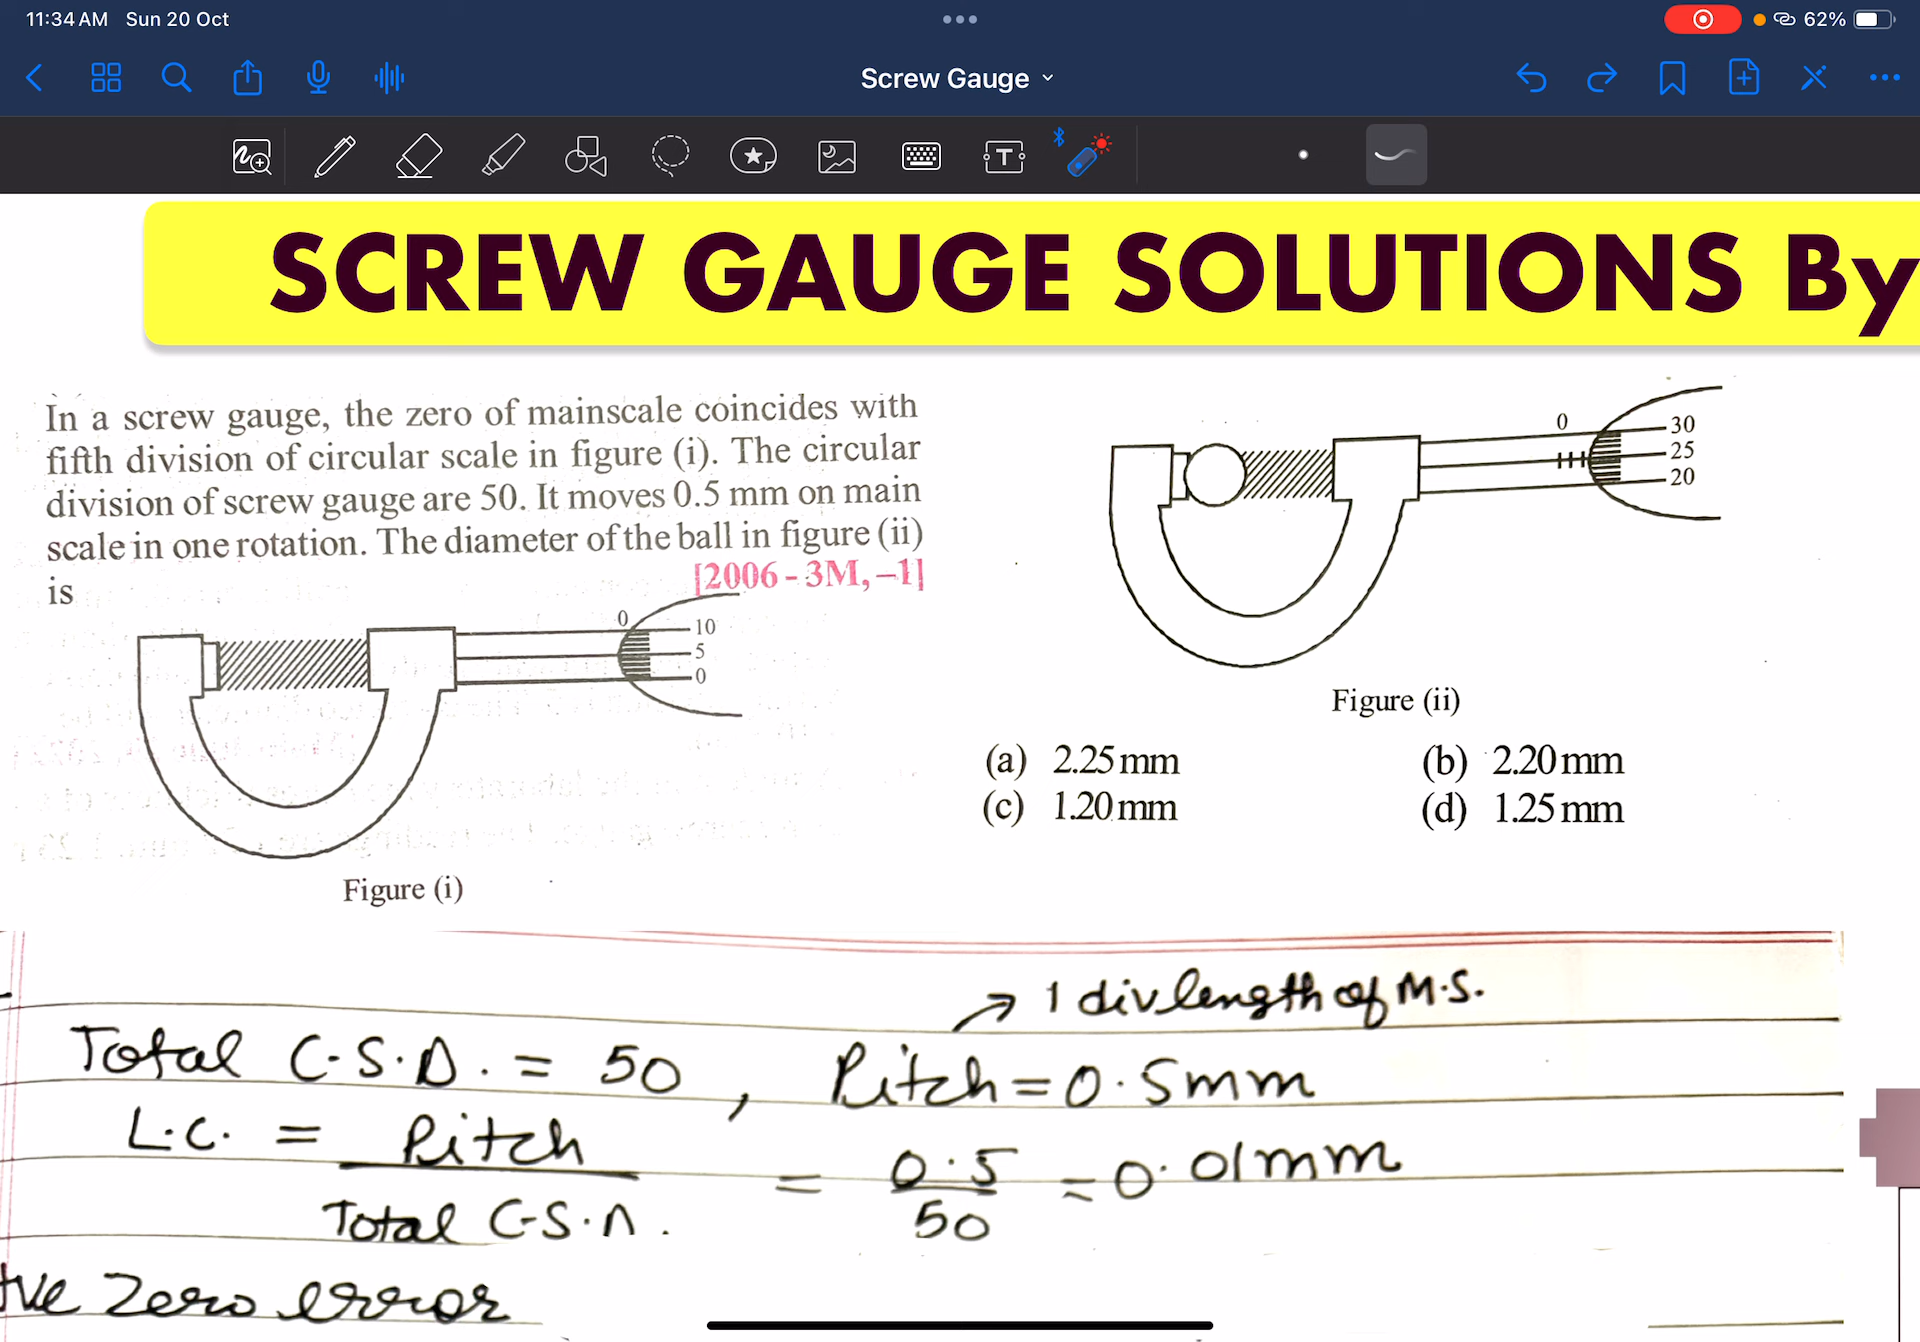 11:34 AM Sun 20 Oct
62%
Screw Gauge
SCREW GAUGE SOLUTIONS By
In a screw gauge, the zero of mainscale coincides with
fifth division of circular scale in figure (i). The circular
division of screw gauge are 50. It moves 0.5 mm on main
scale in one rotation. The diameter of the ball in figure (ii)
is
[2006 - 3M, –1]
0
10
5
0
Figure (i)
0
30
25
20
Figure (ii)
(a) 2.25 mm (b) 2.20 mm
(c) 1.20 mm (d) 1.25 mm
→ 1 div length of M.S.
Total C.S.D. = 50 , Pitch = 0.5mm
L.C. = Pitch / Total C.S.D. = 0.5 / 50 = 0.01mm
+ve Zero error